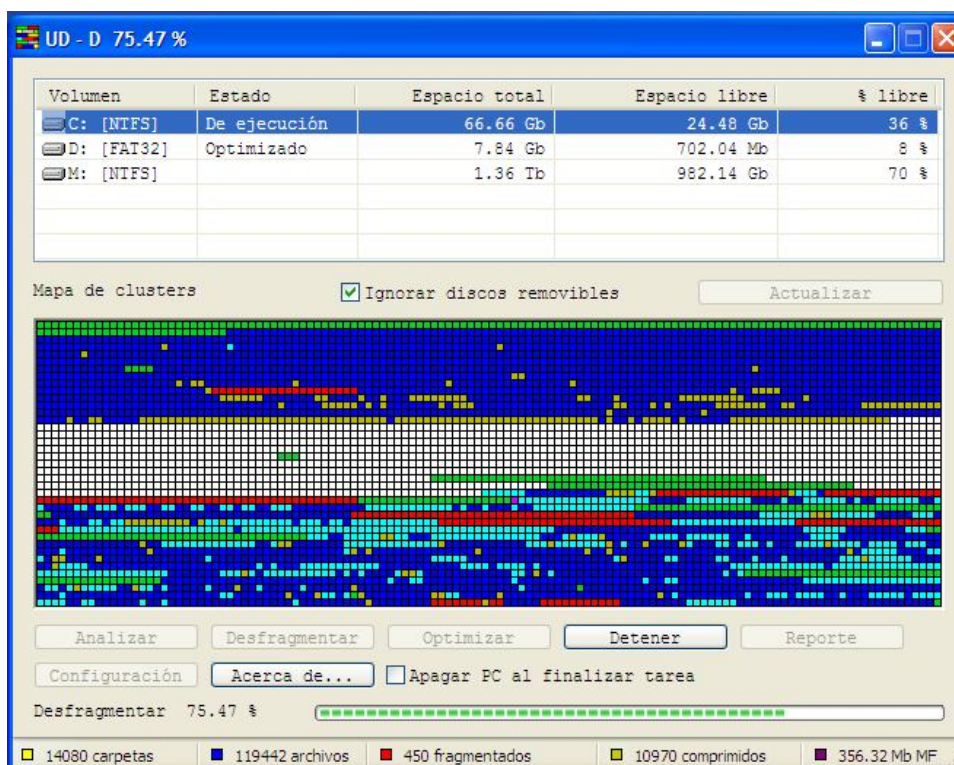 UD - D 75.47 %
Volumen Estado Espacio total Espacio libre % libre
C: [NTFS] De ejecución 66.66 Gb 24.48 Gb 36 %
D: [FAT32] Optimizado 7.84 Gb 702.04 Mb 8 %
M: [NTFS] 1.36 Tb 982.14 Gb 70 %
Mapa de clusters Ignorar discos removibles Actualizar
Analizar Desfragmentar Optimizar Detener Reporte
Configuración Acerca de... Apagar PC al finalizar tarea
Desfragmentar 75.47 %
14080 carpetas 119442 archivos 450 fragmentados 10970 comprimidos 356.32 Mb MF